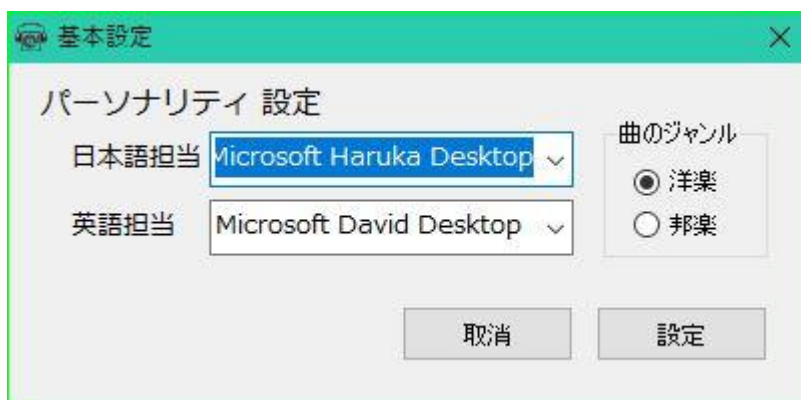 基本設定
パーソナリティ 設定
日本語担当 Microsoft Haruka Desktop
英語担当 Microsoft David Desktop
曲のジャンル
洋楽
邦楽
取消 設定